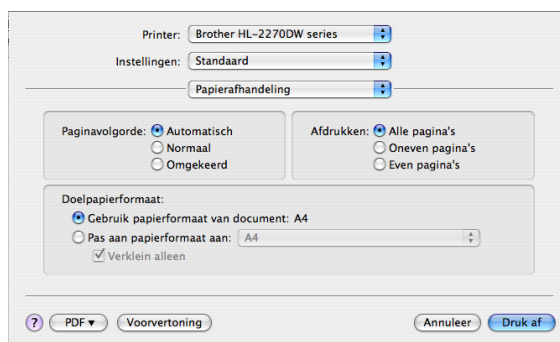 Printer: Brother HL-2270DW series
Instellingen: Standaard
Papierafhandeling
Paginavolgorde: Automatisch
Normaal
Omgekeerd
Afdrukken: Alle pagina's
Oneven pagina's
Even pagina's
Doelpapierformaat:
Gebruik papierformaat van document: A4
Pas aan papierformaat aan: A4
Verklein alleen
? PDF ▼ Voorvertoning Annuleer Druk af